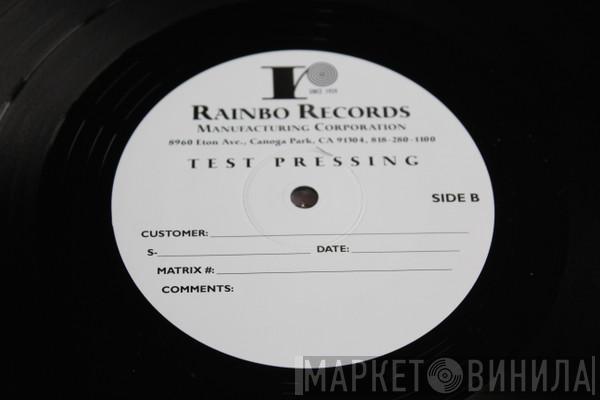 r
SINCE 1939
RAINBO RECORDS
MANUFACTURING CORPORATION
8960 Eton Ave., Canoga Park, CA 91304, 818-280-1100
TEST PRESSING
SIDE B
CUSTOMER:
S- DATE:
MATRIX #:
COMMENTS:
МАРКЕТ ВИНИЛА